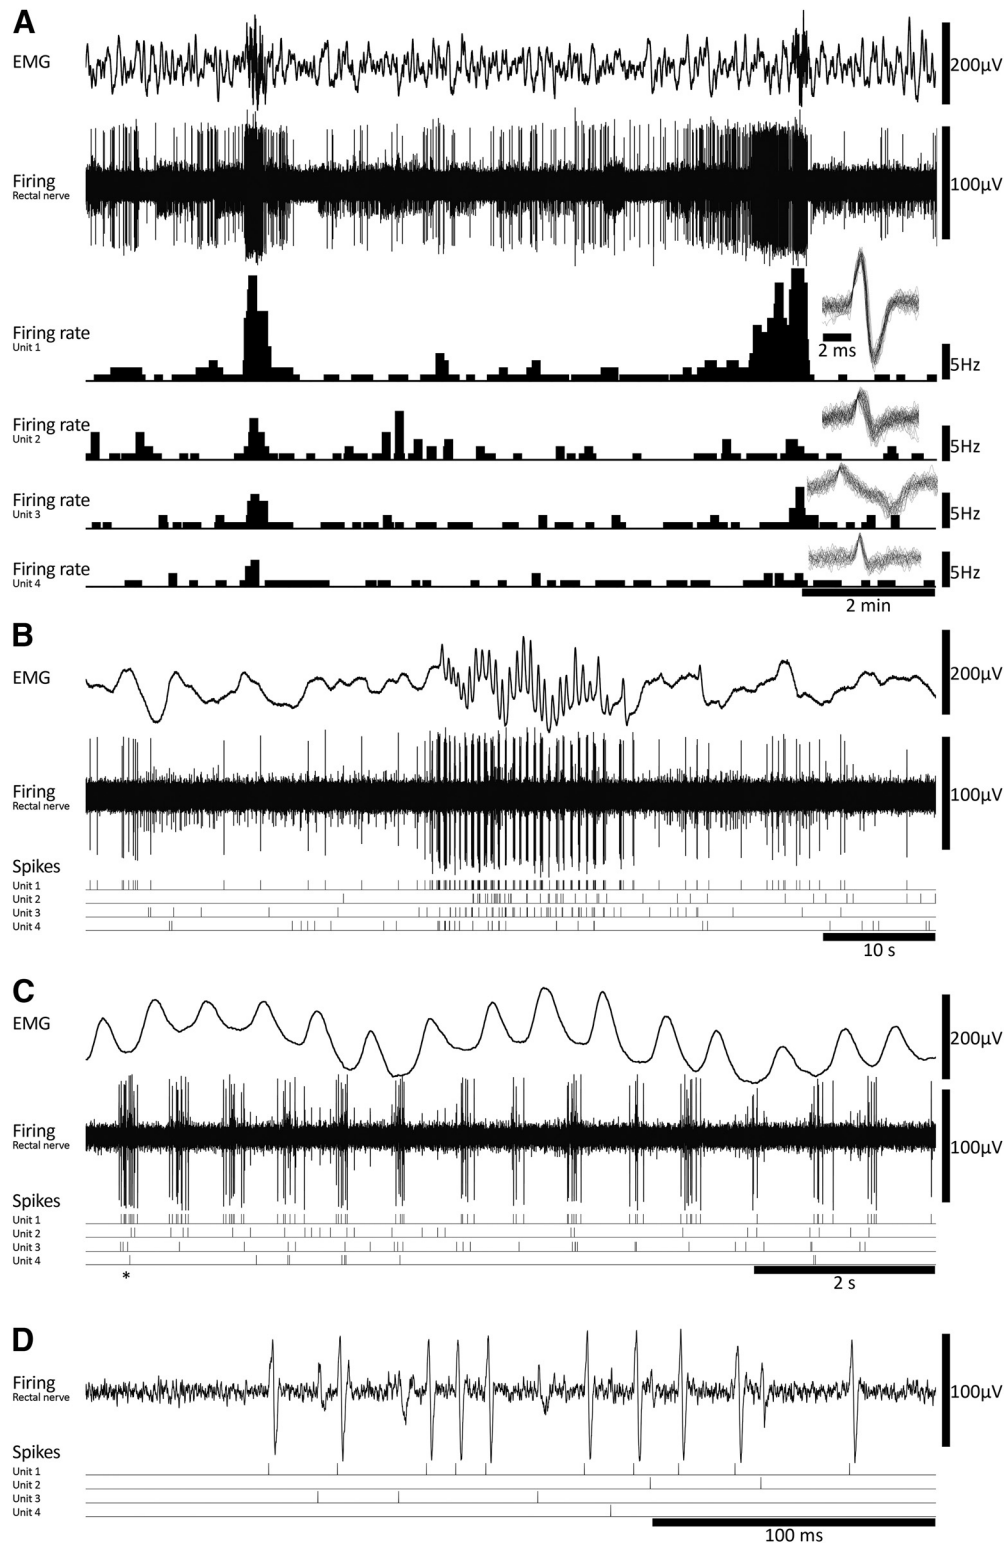 A
EMG
200µV
Firing
Rectal nerve
100µV
Firing rate
Unit 1
2 ms
5Hz
Firing rate
Unit 2
5Hz
Firing rate
Unit 3
5Hz
Firing rate
Unit 4
5Hz
2 min
B
EMG
200µV
Firing
Rectal nerve
100µV
Spikes
Unit 1
Unit 2
Unit 3
Unit 4
10 s
C
EMG
200µV
Firing
Rectal nerve
100µV
Spikes
Unit 1
Unit 2
Unit 3
Unit 4
*
2 s
D
Firing
Rectal nerve
100µV
Spikes
Unit 1
Unit 2
Unit 3
Unit 4
100 ms